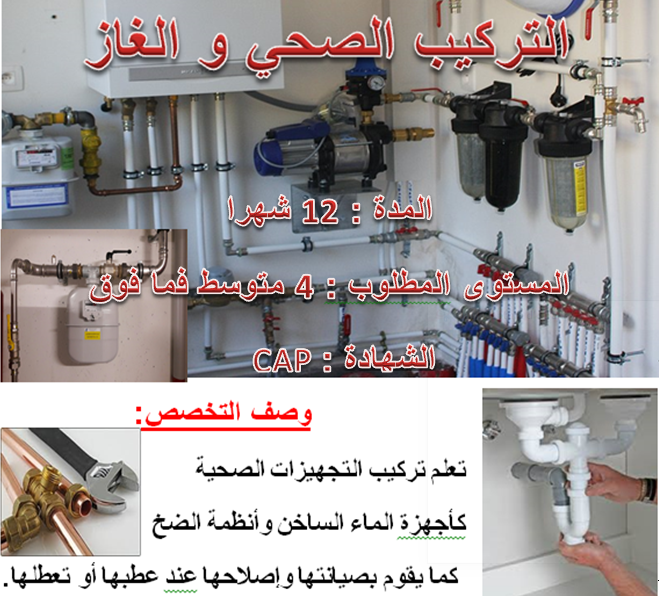 التركيب الصحي و الغاز
المدة : 12 شهرا
المستوى المطلوب : 4 متوسط فما فوق
الشهادة : CAP
وصف التخصص:
تعلم تركيب التجهيزات الصحية
كأجهزة الماء الساخن وأنظمة الضخ
كما يقوم بصيانتها وإصلاحها عند عطبها أو تعطلها.